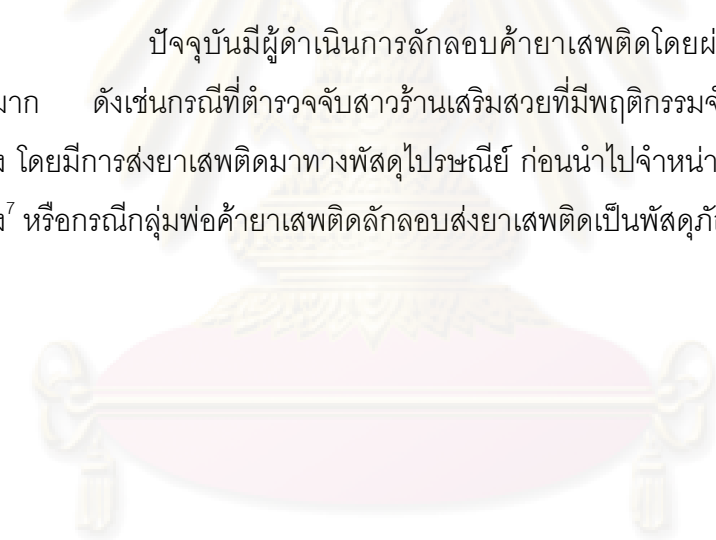 ปัจจุบันมีผู้ดำเนินการลักลอบค้ายาเสพติดโดยผ่
มาก ดังเช่นกรณีที่ตำรวจจับสาวร้านเสริมสวยที่มีพฤติกรรมจ
ง โดยมีการส่งยาเสพติดมาทางพัสดุไปรษณีย์ ก่อนนำไปจำหน่า
ง7 หรือกรณีกลุ่มพ่อค้ายาเสพติดลักลอบส่งยาเสพติดเป็นพัสดุภั